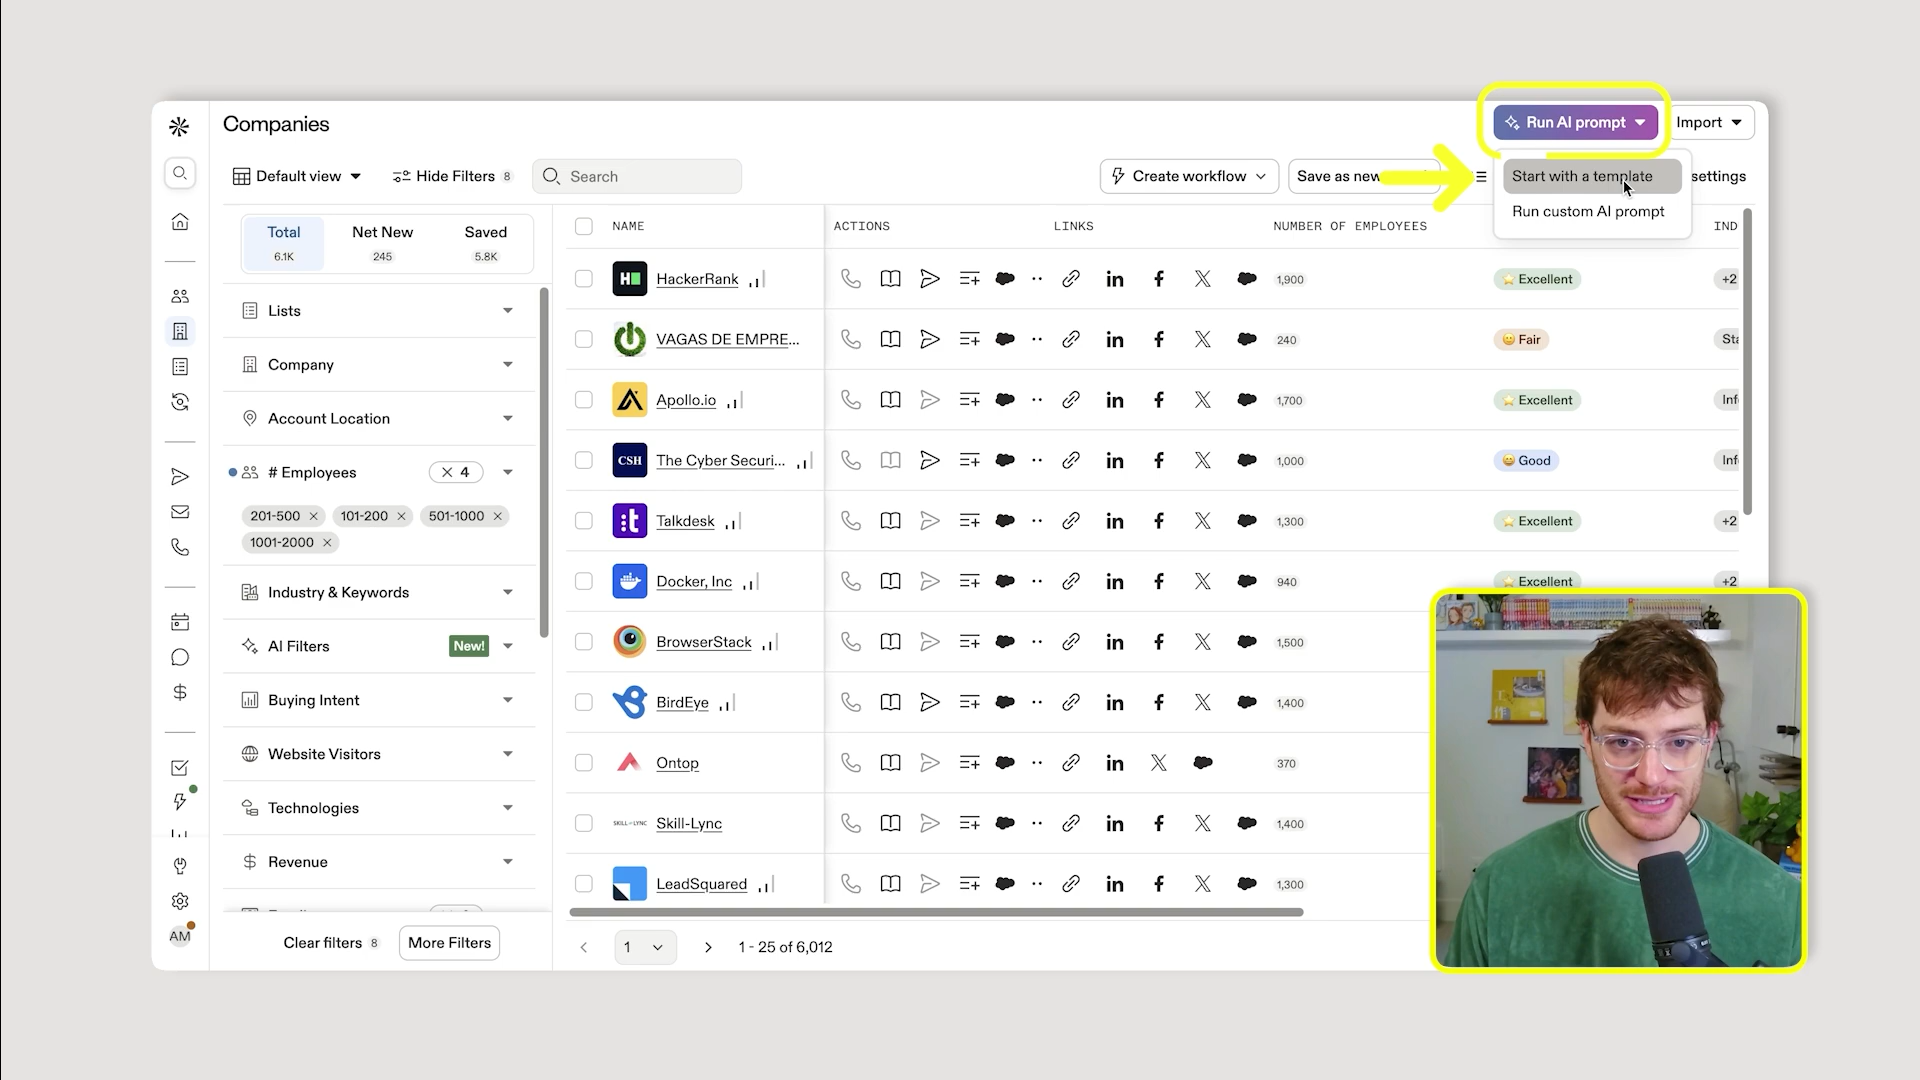 Companies
Run AI prompt
Import
Default view
Hide Filters 8
Search
Create workflow
Save as new
Start with a template
settings
Run custom AI prompt
Total
6.1K
Net New
245
Saved
5.8K
Lists
Company
Account Location
# Employees
4
201-500
101-200
501-1000
1001-2000
Industry & Keywords
AI Filters
New!
Buying Intent
Website Visitors
Technologies
Revenue
Clear filters 8
More Filters
AM
NAME ACTIONS LINKS NUMBER OF EMPLOYEES IND
HackerRank 1,900 Excellent +2
VAGAS DE EMPRE... 240 Fair Sta
Apollo.io 1,700 Excellent Inf
CSH The Cyber Securi... 1,000 Good Inf
Talkdesk 1,300 Excellent +2
Docker, Inc 940 Excellent +2
BrowserStack 1,500
BirdEye 1,400
Ontop 370
SKILL-LYNC Skill-Lync 1,400
LeadSquared 1,300
1
1 - 25 of 6,012